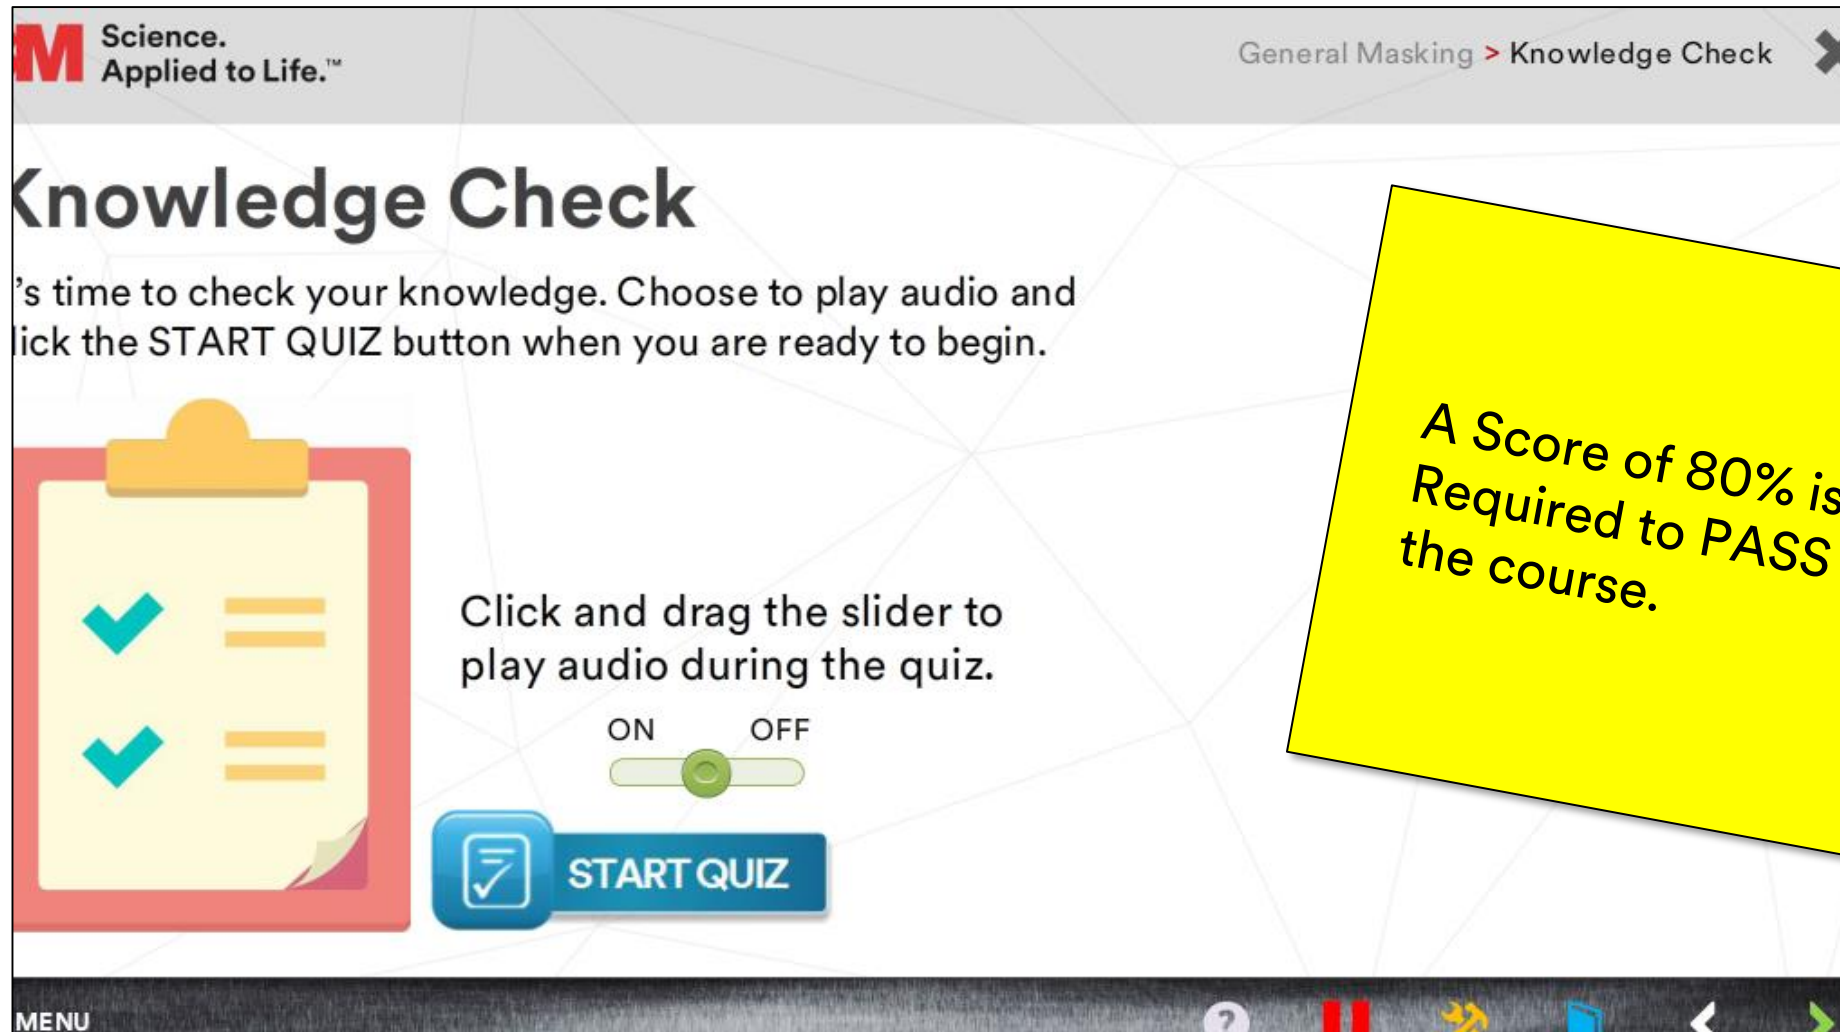 M Science.
Applied to Life.™
General Masking > Knowledge Check
Knowledge Check
's time to check your knowledge. Choose to play audio and
lick the START QUIZ button when you are ready to begin.
A Score of 80% is
Required to PASS
the course.
Click and drag the slider to
play audio during the quiz.
ON OFF
START QUIZ
MENU
?